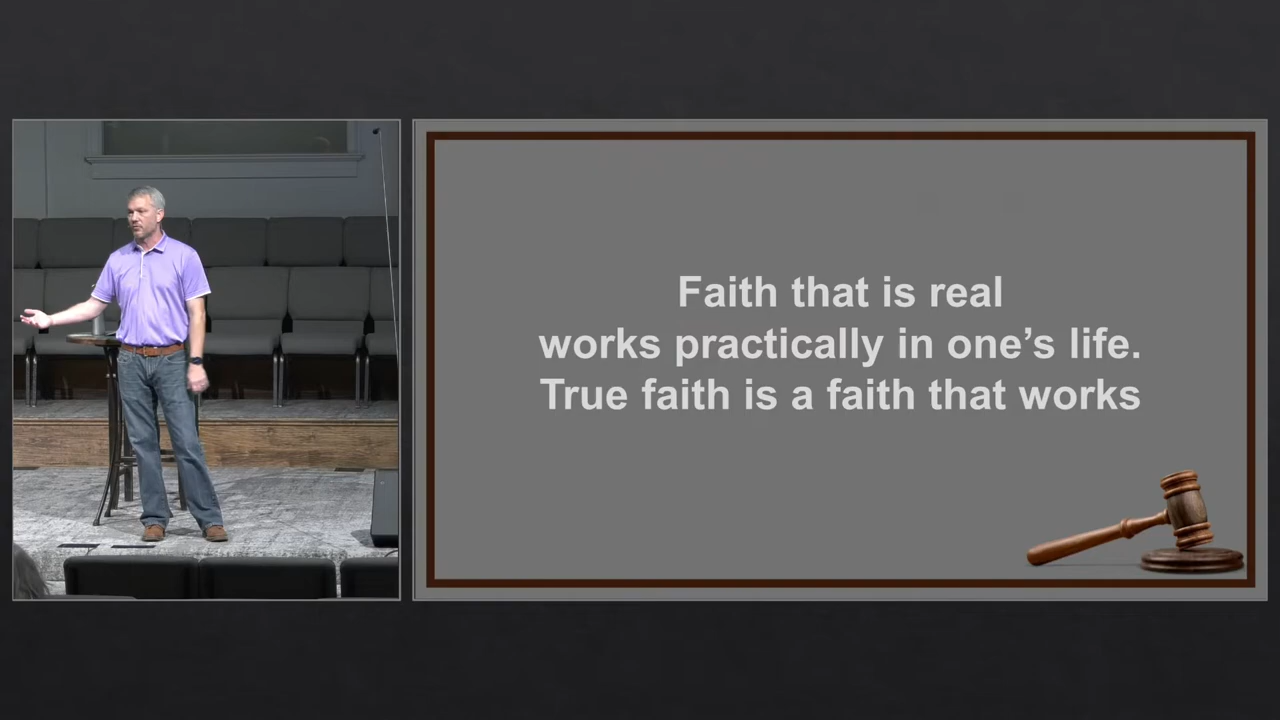 Faith that is real
works practically in one’s life.
True faith is a faith that works